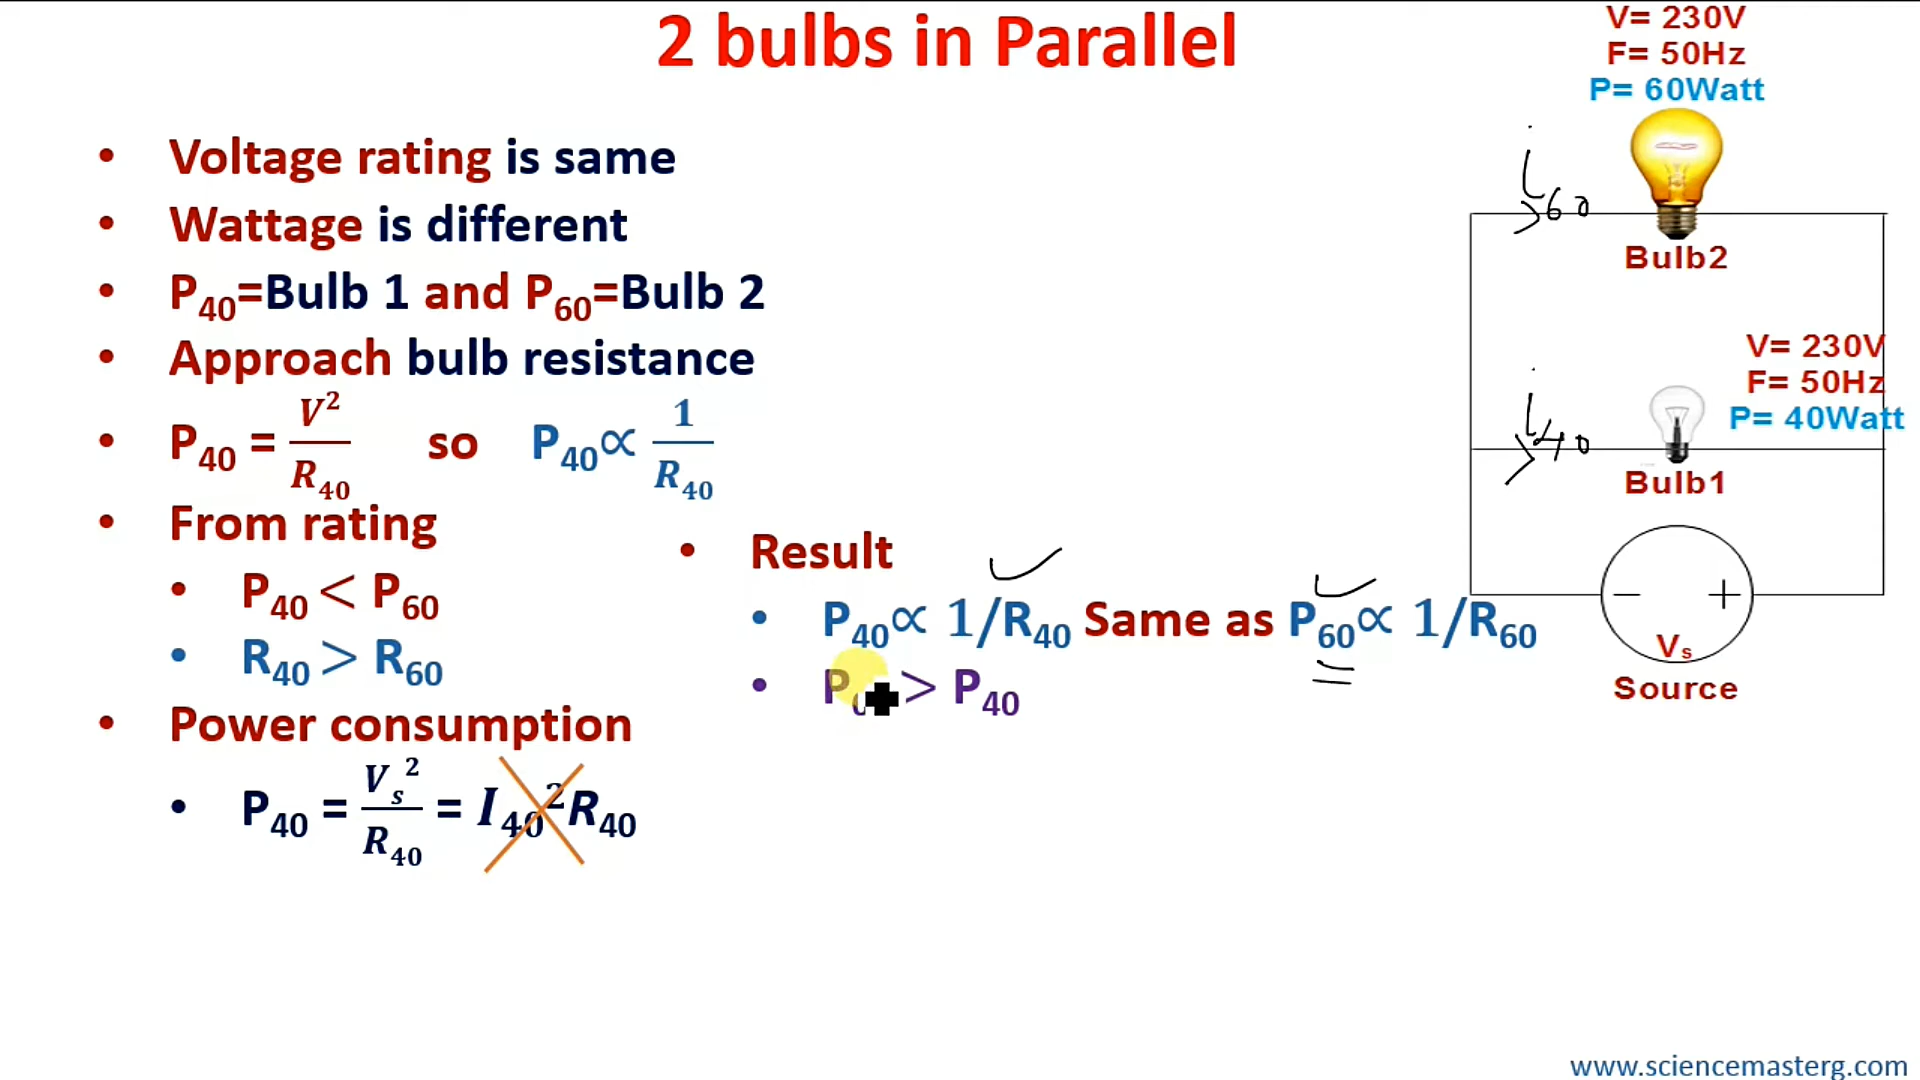 2 bulbs in Parallel
• Voltage rating is same
• Wattage is different
• P40=Bulb 1 and P60=Bulb 2
• Approach bulb resistance
• P40 = V²/R40 so P40∝ 1/R40
• From rating
• P40 < P60
• R40 > R60
• Power consumption
• P40 = Vs²/R40 = I40²R40
• Result
• P40∝ 1/R40 Same as P60∝ 1/R60
• P > P40
V= 230V
F= 50Hz
P= 60Watt
i60
Bulb2
V= 230V
F= 50Hz
P= 40Watt
i40
Bulb1
− +
Vs
Source
www.sciencemasterg.com